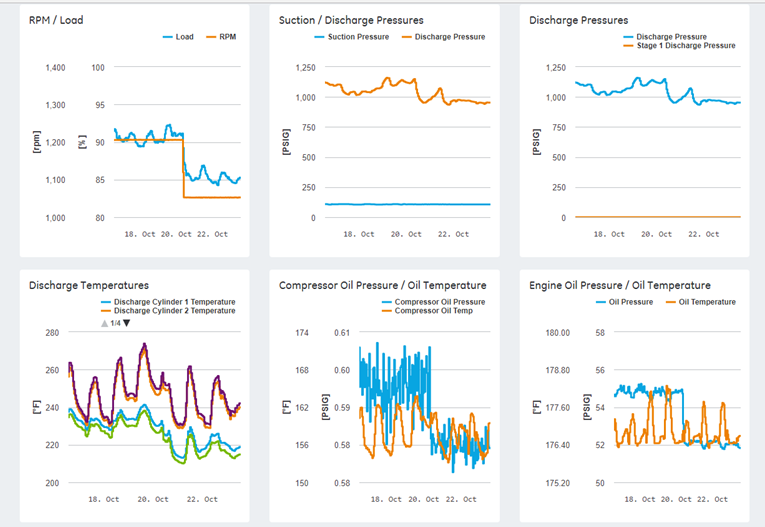 RPM / Load
Load RPM
1,400 100
1,300 95
1,200 90
1,100 85
1,000 80
[rpm]
[%]
18. Oct 20. Oct 22. Oct
Suction / Discharge Pressures
Suction Pressure Discharge Pressure
1,250
1,000
750
500
250
0
[PSIG]
18. Oct 20. Oct 22. Oct
Discharge Pressures
Discharge Pressure
Stage 1 Discharge Pressure
1,250
1,000
750
500
250
0
[PSIG]
18. Oct 20. Oct 22. Oct
Discharge Temperatures
Discharge Cylinder 1 Temperature
Discharge Cylinder 2 Temperature
1/4
280
260
240
220
200
[°F]
18. Oct 20. Oct 22. Oct
Compressor Oil Pressure / Oil Temperature
Compressor Oil Pressure
Compressor Oil Temp
174 0.61
168 0.60
162 0.59
156 0.58
150 0.58
[°F]
[PSIG]
18. Oct 20. Oct 22. Oct
Engine Oil Pressure / Oil Temperature
Oil Pressure Oil Temperature
180.00 58
178.80 56
177.60 54
176.40 52
175.20 50
[°F]
[PSIG]
18. Oct 20. Oct 22. Oct